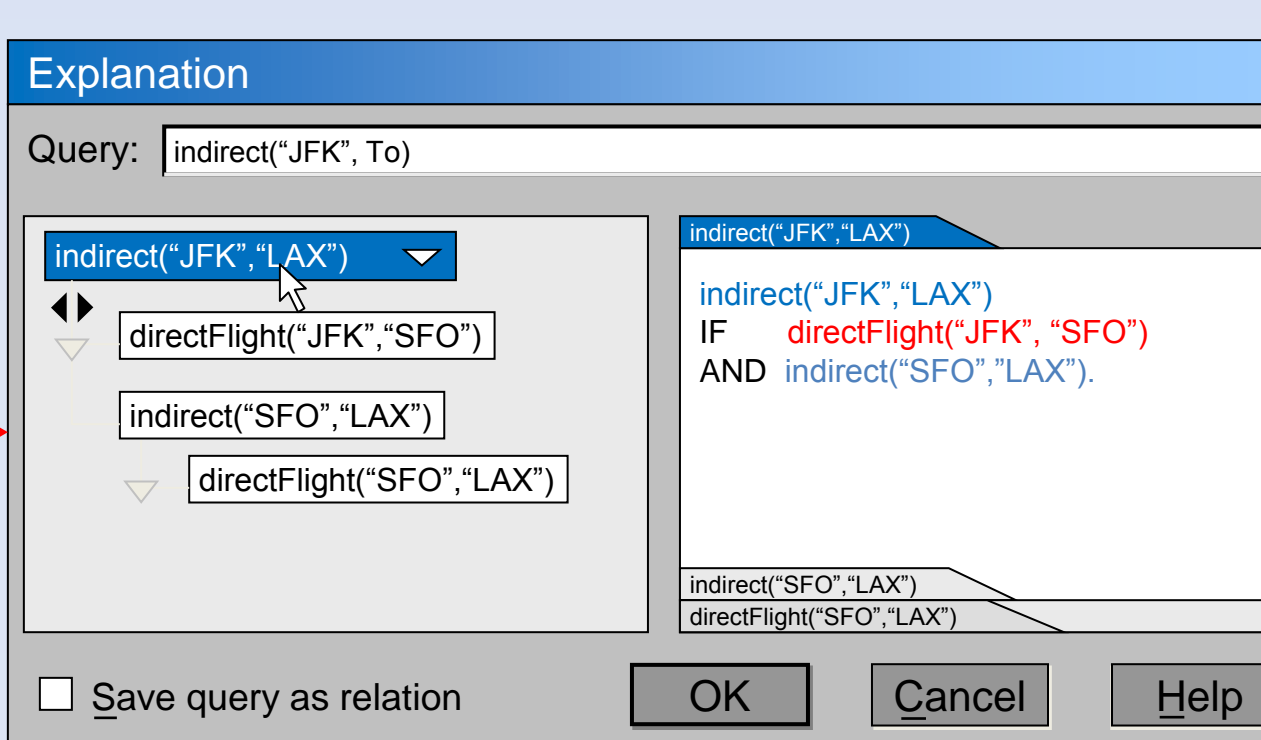 Explanation
Query: indirect(“JFK”, To)
indirect(“JFK”,“LAX”)
directFlight(“JFK”,“SFO”)
indirect(“SFO”,“LAX”)
directFlight(“SFO”,“LAX”)
indirect(“JFK”,“LAX”)
indirect(“JFK”,“LAX”)
IF directFlight(“JFK”, “SFO”)
AND indirect(“SFO”,”LAX”).
indirect(“SFO”,“LAX”)
directFlight(“SFO”,“LAX”)
Save query as relation
OK
Cancel
Help